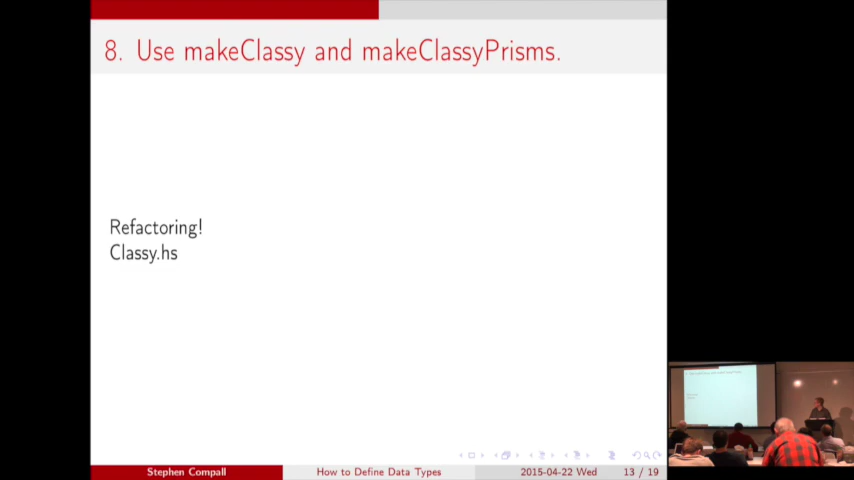 8. Use makeClassy and makeClassyPrisms.
Refactoring!
Classy.hs
Stephen Compall How to Define Data Types 2015-04-22 Wed 13 / 19